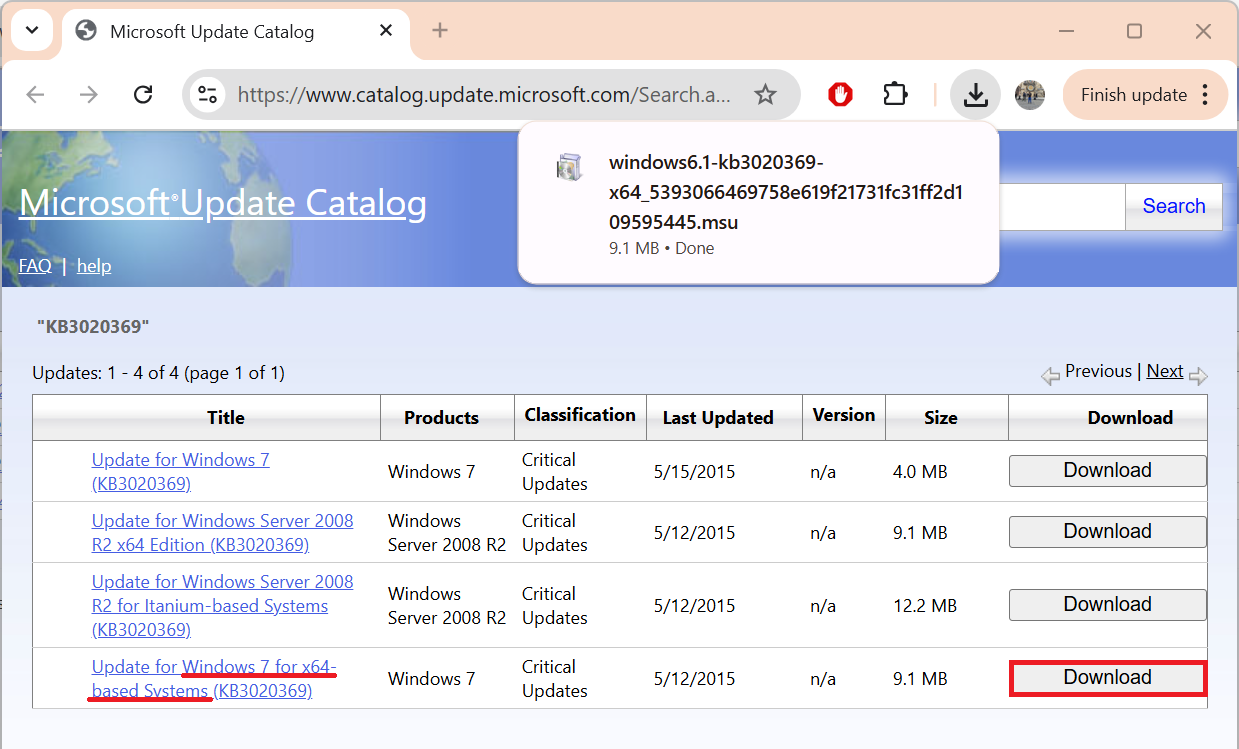 Microsoft Update Catalog
https://www.catalog.update.microsoft.com/Search.a...
Finish update
windows6.1-kb3020369-
x64_5393066469758e619f21731fc31ff2d1
09595445.msu
9.1 MB • Done
Microsoft®Update Catalog
Search
FAQ | help
"KB3020369"
Updates: 1 - 4 of 4 (page 1 of 1)
Previous | Next
Title Products Classification Last Updated Version Size Download
Update for Windows 7
(KB3020369)
Windows 7
Critical
Updates
5/15/2015
n/a
4.0 MB
Download
Update for Windows Server 2008
R2 x64 Edition (KB3020369)
Windows
Server 2008 R2
Critical
Updates
5/12/2015
n/a
9.1 MB
Download
Update for Windows Server 2008
R2 for Itanium-based Systems
(KB3020369)
Windows
Server 2008 R2
Critical
Updates
5/12/2015
n/a
12.2 MB
Download
Update for Windows 7 for x64-
based Systems (KB3020369)
Windows 7
Critical
Updates
5/12/2015
n/a
9.1 MB
Download